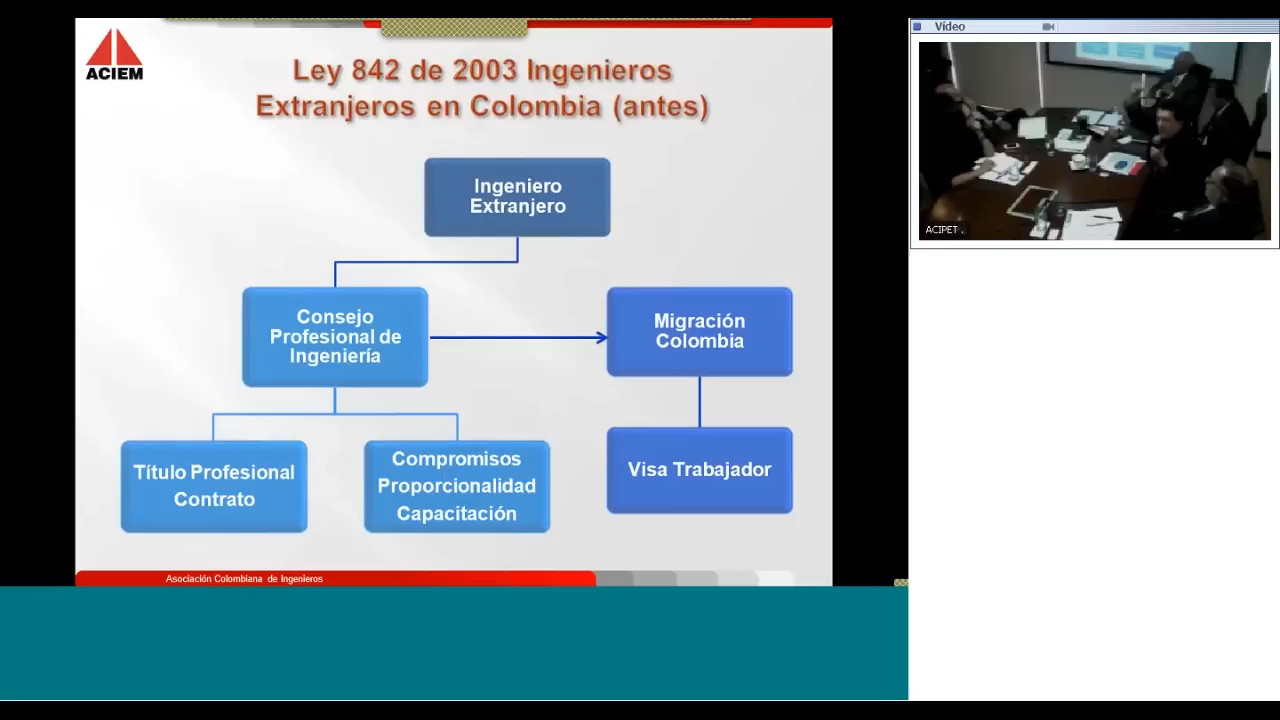 ACIEM
Ley 842 de 2003 Ingenieros
Extranjeros en Colombia (antes)
Ingeniero
Extranjero
Consejo
Profesional de
Ingeniería
Migración
Colombia
Título Profesional
Contrato
Compromisos
Proporcionalidad
Capacitación
Visa Trabajador
Asociación Colombiana de Ingenieros
Vídeo
ACIPET .